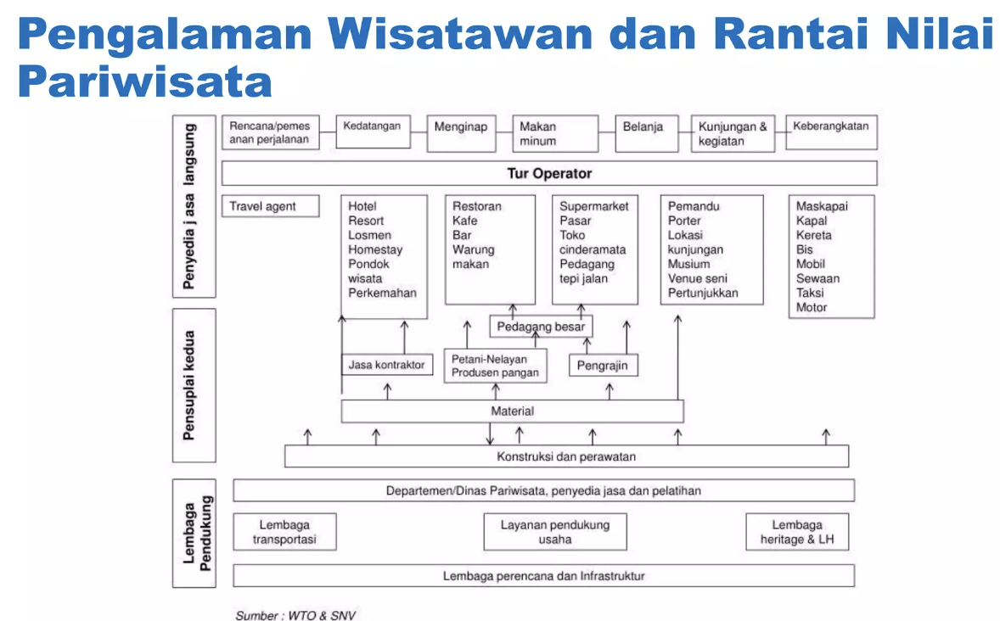 Pengalaman Wisatawan dan Rantai Nilai
Pariwisata
Penyedia j asa langsung
Rencana/pemes
anan perjalanan
Kedatangan
Menginap
Makan
minum
Belanja
Kunjungan &
kegiatan
Keberangkatan
Tur Operator
Travel agent
Hotel
Resort
Losmen
Homestay
Pondok
wisata
Perkemahan
Restoran
Kafe
Bar
Warung
makan
Supermarket
Pasar
Toko
cinderamata
Pedagang
tepi jalan
Pemandu
Porter
Lokasi
kunjungan
Musium
Venue seni
Pertunjukkan
Maskapai
Kapal
Kereta
Bis
Mobil
Sewaan
Taksi
Motor
Pensuplai kedua
Pedagang besar
Jasa kontraktor
Petani-Nelayan
Produsen pangan
Pengrajin
Material
Konstruksi dan perawatan
Lembaga
Pendukung
Departemen/Dinas Pariwisata, penyedia jasa dan pelatihan
Lembaga
transportasi
Layanan pendukung
usaha
Lembaga
heritage & LH
Lembaga perencana dan Infrastruktur
Sumber : WTO & SNV